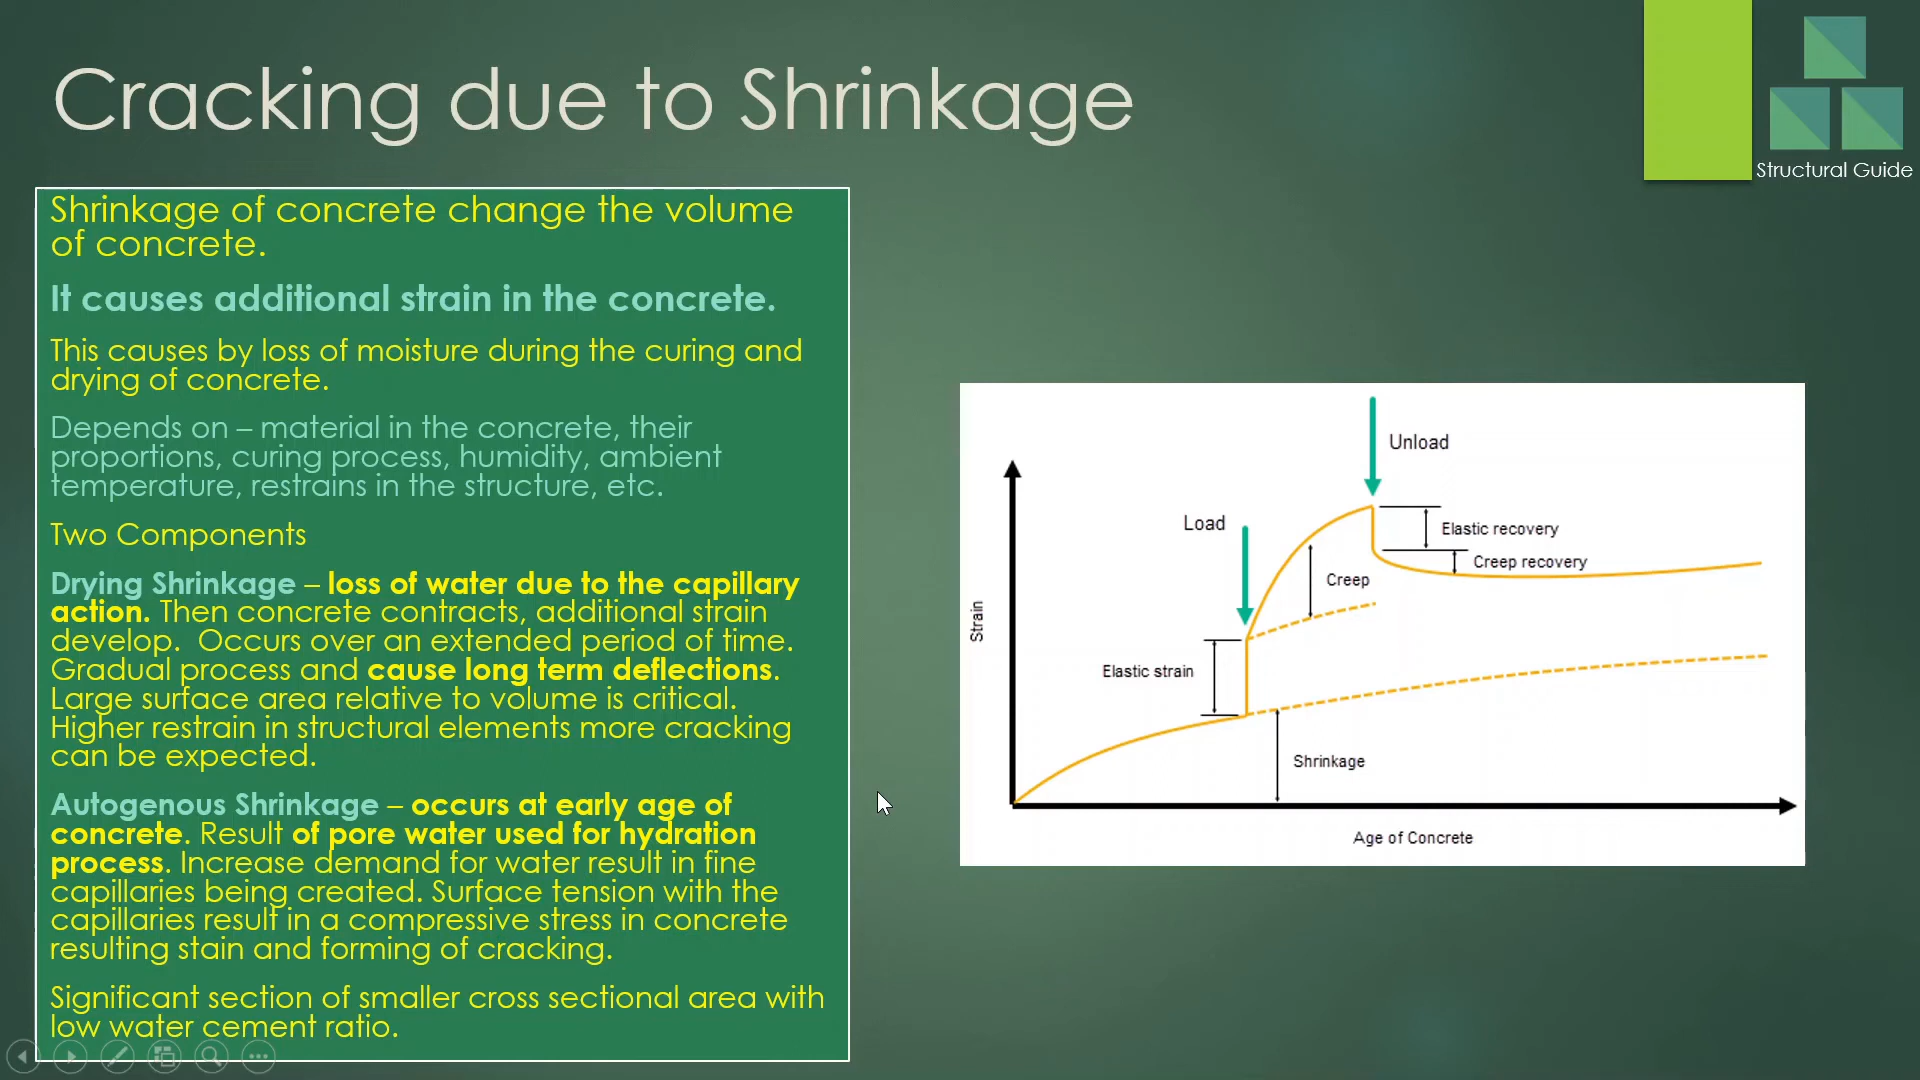 Cracking due to Shrinkage
Structural Guide
Shrinkage of concrete change the volume
of concrete.
It causes additional strain in the concrete.
This causes by loss of moisture during the curing and
drying of concrete.
Depends on – material in the concrete, their
proportions, curing process, humidity, ambient
temperature, restrains in the structure, etc.
Two Components
Drying Shrinkage – loss of water due to the capillary
action. Then concrete contracts, additional strain
develop.  Occurs over an extended period of time.
Gradual process and cause long term deflections.
Large surface area relative to volume is critical.
Higher restrain in structural elements more cracking
can be expected.
Autogenous Shrinkage – occurs at early age of
concrete. Result of pore water used for hydration
process. Increase demand for water result in fine
capillaries being created. Surface tension with the
capillaries result in a compressive stress in concrete
resulting stain and forming of cracking.
Significant section of smaller cross sectional area with
low water cement ratio.
Unload
Load
Elastic recovery
Creep recovery
Creep
Strain
Elastic strain
Shrinkage
Age of Concrete